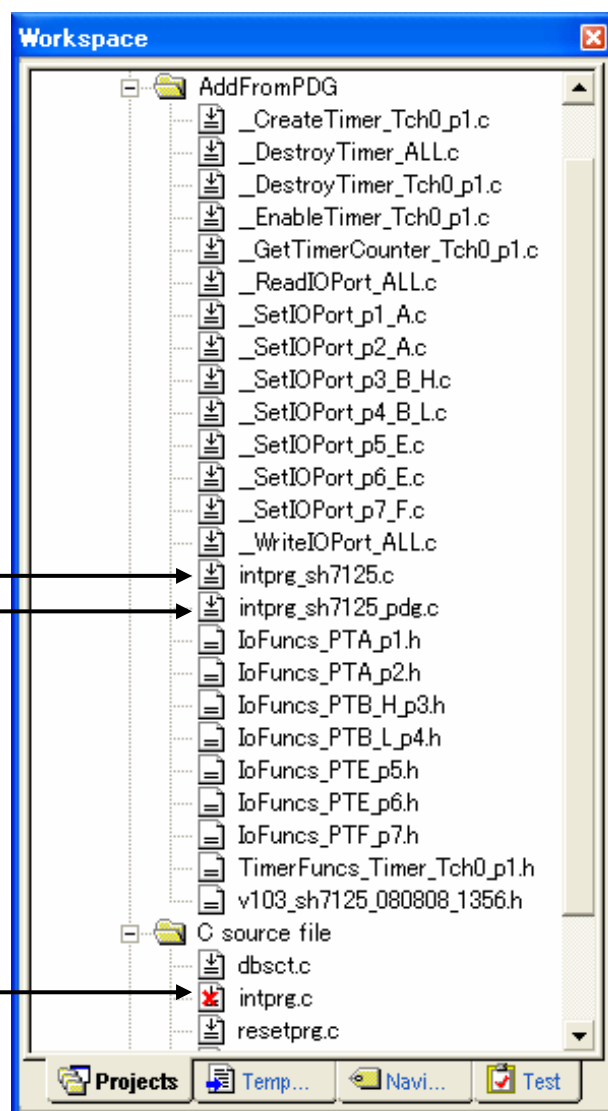 Workspace
AddFromPDG
_CreateTimer_Tch0_p1.c
_DestroyTimer_ALL.c
_DestroyTimer_Tch0_p1.c
_EnableTimer_Tch0_p1.c
_GetTimerCounter_Tch0_p1.c
_ReadIOPort_ALL.c
_SetIOPort_p1_A.c
_SetIOPort_p2_A.c
_SetIOPort_p3_B_H.c
_SetIOPort_p4_B_L.c
_SetIOPort_p5_E.c
_SetIOPort_p6_E.c
_SetIOPort_p7_F.c
_WriteIOPort_ALL.c
intprg_sh7125.c
intprg_sh7125_pdg.c
IoFuncs_PTA_p1.h
IoFuncs_PTA_p2.h
IoFuncs_PTB_H_p3.h
IoFuncs_PTB_L_p4.h
IoFuncs_PTE_p5.h
IoFuncs_PTE_p6.h
IoFuncs_PTF_p7.h
TimerFuncs_Timer_Tch0_p1.h
v103_sh7125_080808_1356.h
C source file
dbsct.c
intprg.c
resetprg.c
Projects Temp... Navi... Test